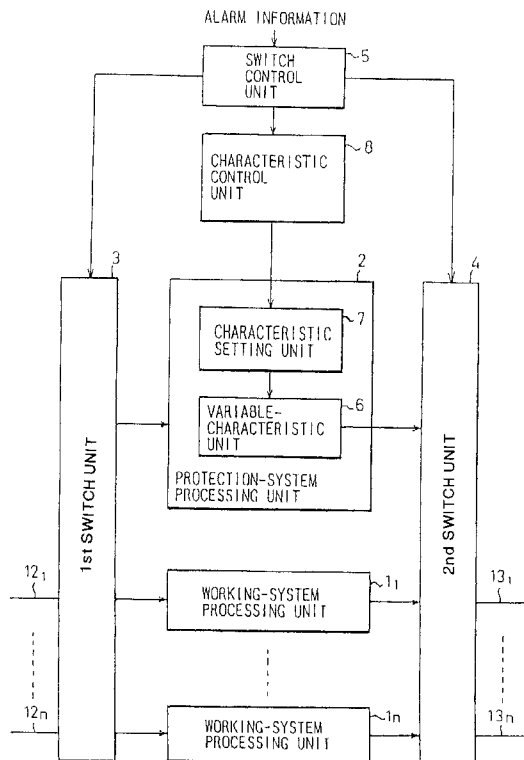 ALARM INFORMATION
5
SWITCH
CONTROL
UNIT
8
CHARACTERISTIC
CONTROL
UNIT
3
2
4
7
CHARACTERISTIC
SETTING UNIT
6
VARIABLE-
CHARACTERISTIC
UNIT
PROTECTION-SYSTEM
PROCESSING UNIT
1st SWITCH UNIT
2nd SWITCH UNIT
12₁
1₁
13₁
WORKING-SYSTEM
PROCESSING UNIT
12n
1n
13n
WORKING-SYSTEM
PROCESSING UNIT